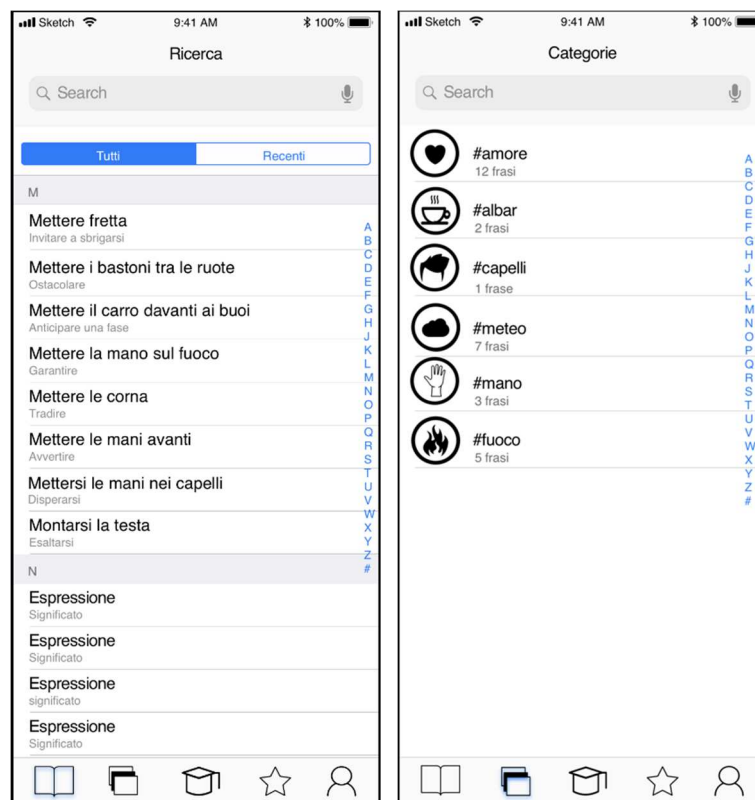 Sketch 9:41 AM 100%
Ricerca
Search
Tutti Recenti
M
Mettere fretta
Invitare a sbrigarsi
Mettere i bastoni tra le ruote
Ostacolare
Mettere il carro davanti ai buoi
Anticipare una fase
Mettere la mano sul fuoco
Garantire
Mettere le corna
Tradire
Mettere le mani avanti
Avvertire
Mettersi le mani nei capelli
Disperarsi
Montarsi la testa
Esaltarsi
N
Espressione
Significato
Espressione
Significato
Espressione
significato
Espressione
Significato
A
B
C
D
E
F
G
H
J
K
L
M
N
O
P
Q
R
S
T
U
V
W
X
Y
Z
#
Sketch 9:41 AM 100%
Categorie
Search
#amore
12 frasi
#albar
2 frasi
#capelli
1 frase
#meteo
7 frasi
#mano
3 frasi
#fuoco
5 frasi
A
B
C
D
E
F
G
H
J
K
L
M
N
O
P
Q
R
S
T
U
V
W
X
Y
Z
#